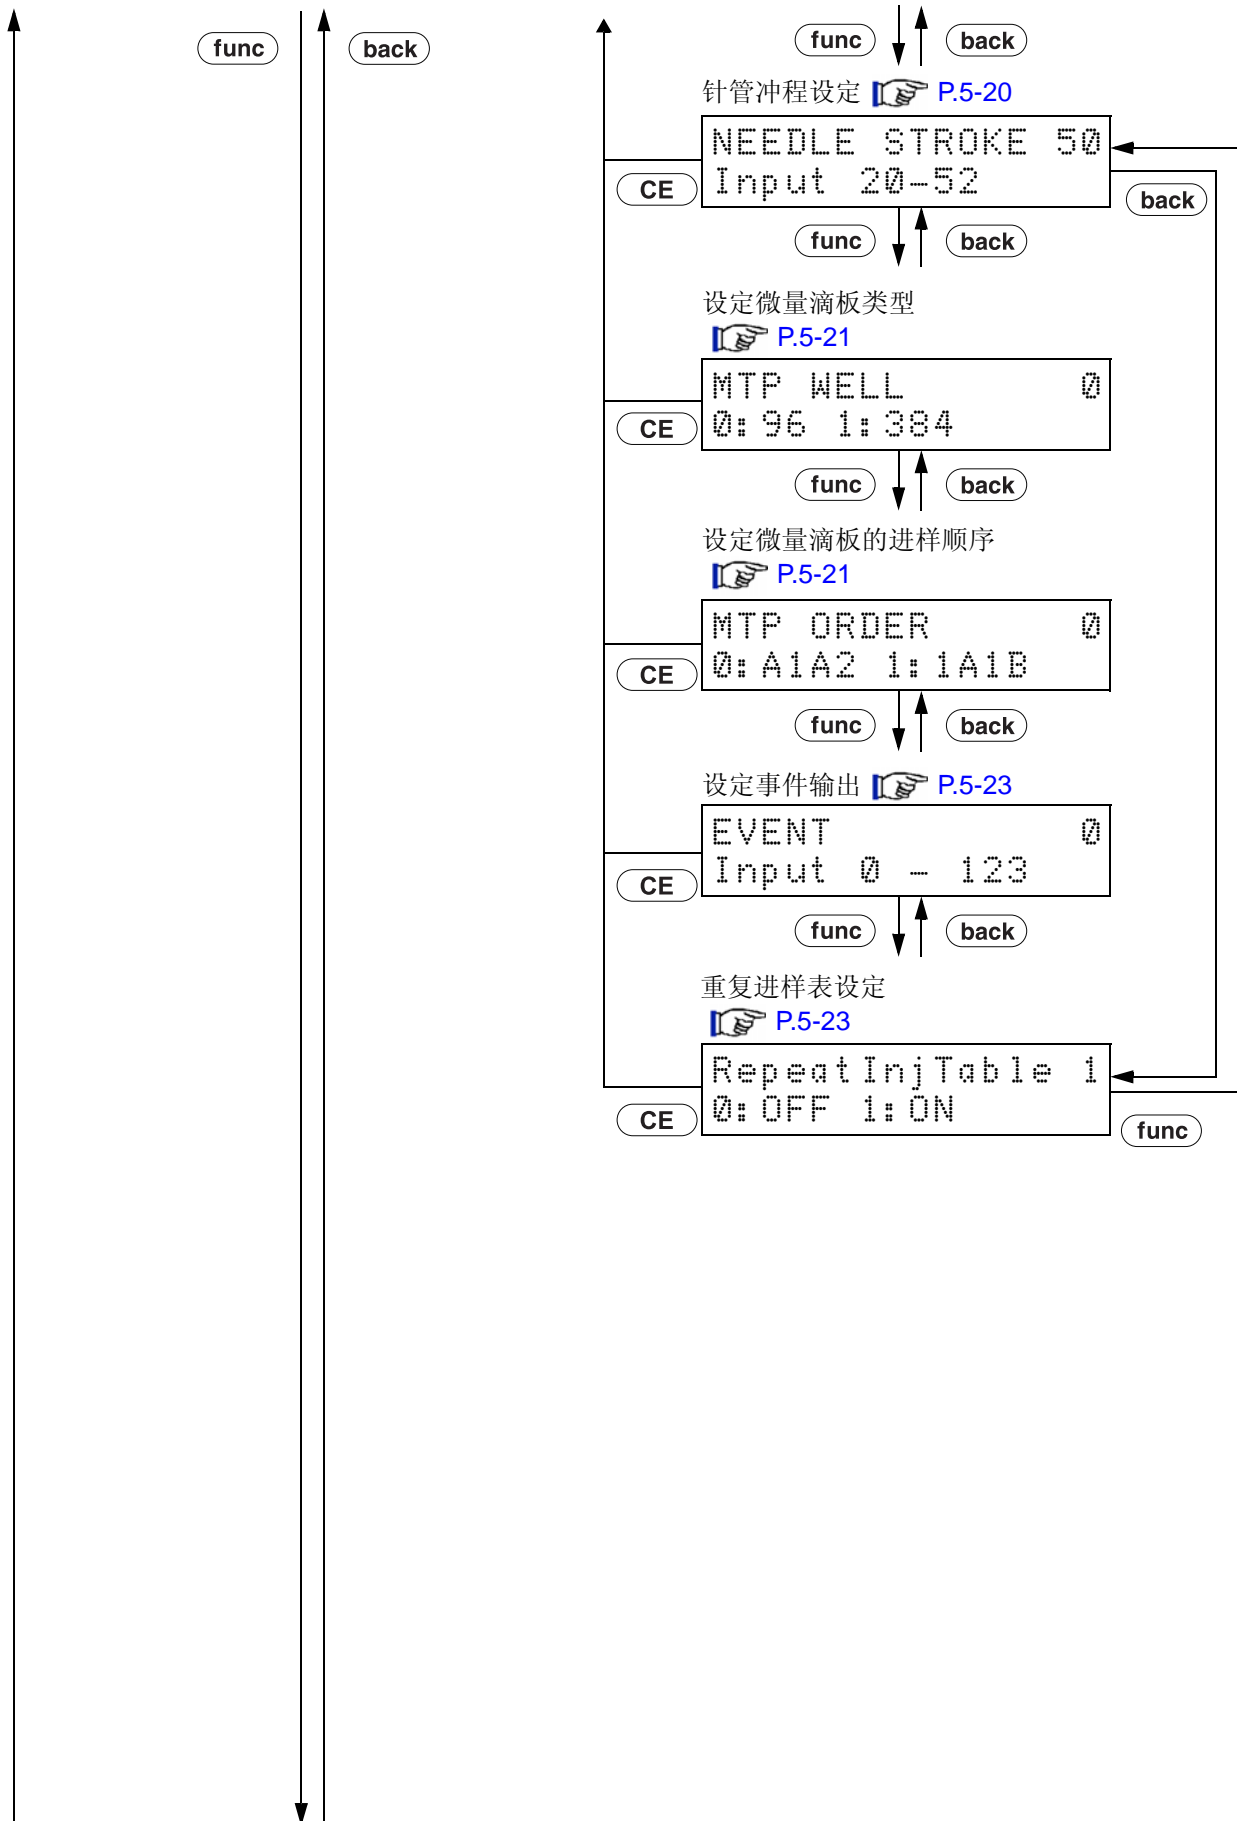 func back
func back
针管冲程设定 P.5-20
NEEDLE STROKE 50
Input 20-52
CE
back
func back
设定微量滴板类型
P.5-21
MTP WELL 0
0:96 1:384
CE
func back
设定微量滴板的进样顺序
P.5-21
MTP ORDER 0
0:A1A2 1:1A1B
CE
func back
设定事件输出 P.5-23
EVENT 0
Input 0 - 123
CE
func back
重复进样表设定
P.5-23
RepeatInjTable 1
0:OFF 1:ON
CE
func